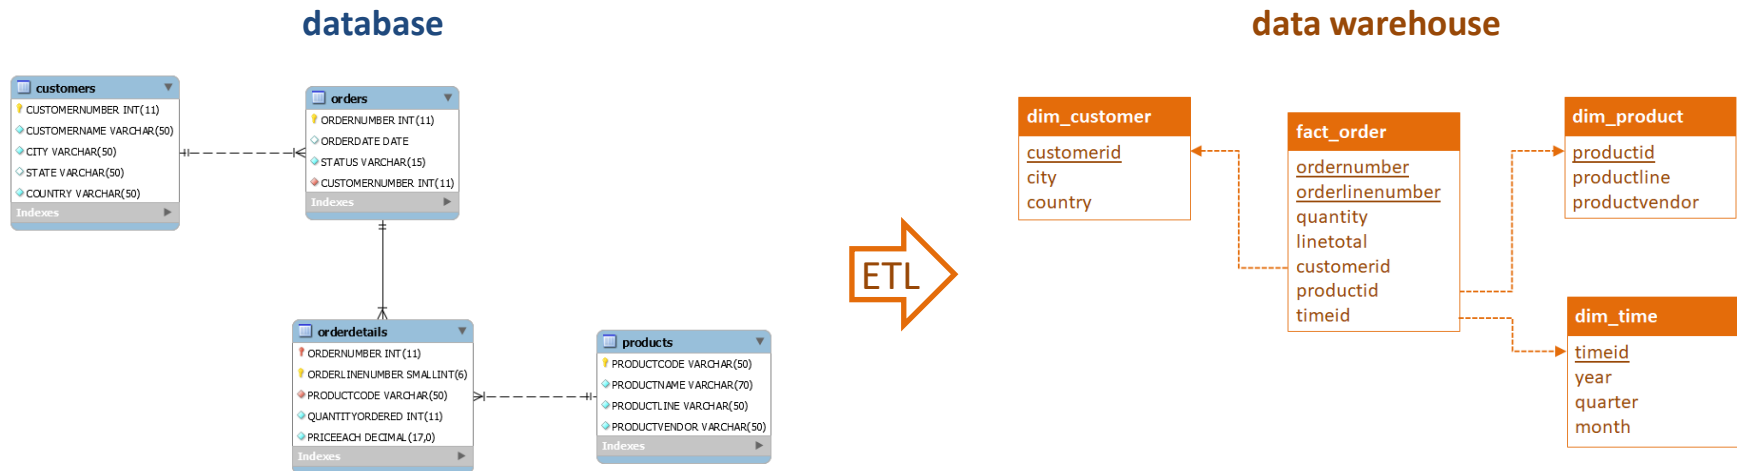 database
data warehouse
customers
CUSTOMERNUMBER INT(11)
CUSTOMERNAME VARCHAR(50)
CITY VARCHAR(50)
STATE VARCHAR(50)
COUNTRY VARCHAR(50)
Indexes
orders
ORDERNUMBER INT(11)
ORDERDATE DATE
STATUS VARCHAR(15)
CUSTOMERNUMBER INT(11)
Indexes
orderdetails
ORDERNUMBER INT(11)
ORDERLINENUMBER SMALLINT(6)
PRODUCTCODE VARCHAR(50)
QUANTITYORDERED INT(11)
PRICEEACH DECIMAL(17,0)
Indexes
products
PRODUCTCODE VARCHAR(50)
PRODUCTNAME VARCHAR(70)
PRODUCTLINE VARCHAR(50)
PRODUCTVENDOR VARCHAR(50)
Indexes
ETL
dim_customer
customerid
city
country
fact_order
ordernumber
orderlinenumber
quantity
linetotal
customerid
productid
timeid
dim_product
productid
productline
productvendor
dim_time
timeid
year
quarter
month